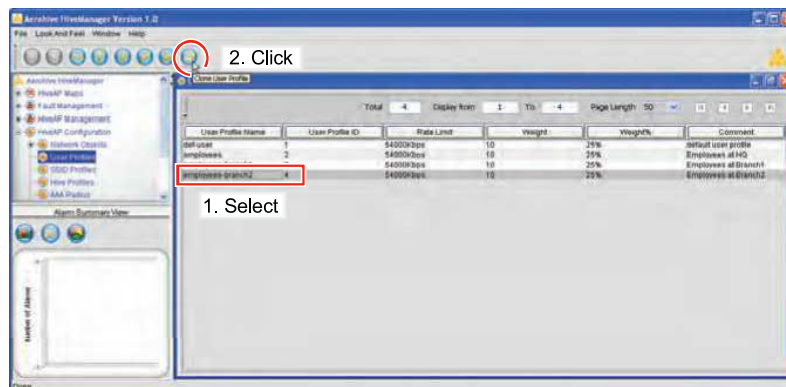 Aerohive HiveManager Version 1.0
File Look And Feel Window Help
2. Click
Clone User Profile
Aerohive HiveManager
HiveAP Maps
Fault Management
HiveAP Management
HiveAP Configuration
Network Objects
User Profiles
SSID Profiles
Hive Profiles
AAA Radius
Total 4 Display from 1 To 4 Page Length 50
User Profile Name User Profile ID Rate Limit Weight Weight% Comment
def-user 1 54000Kbps 10 25% default user profile
employees 2 54000Kbps 10 25% Employees at HQ
54000Kbps 10 25% Employees at Branch1
employees-branch2 4 54000Kbps 10 25% Employees at Branch2
1. Select
Alarm Summary View
Number of Alarms
Done